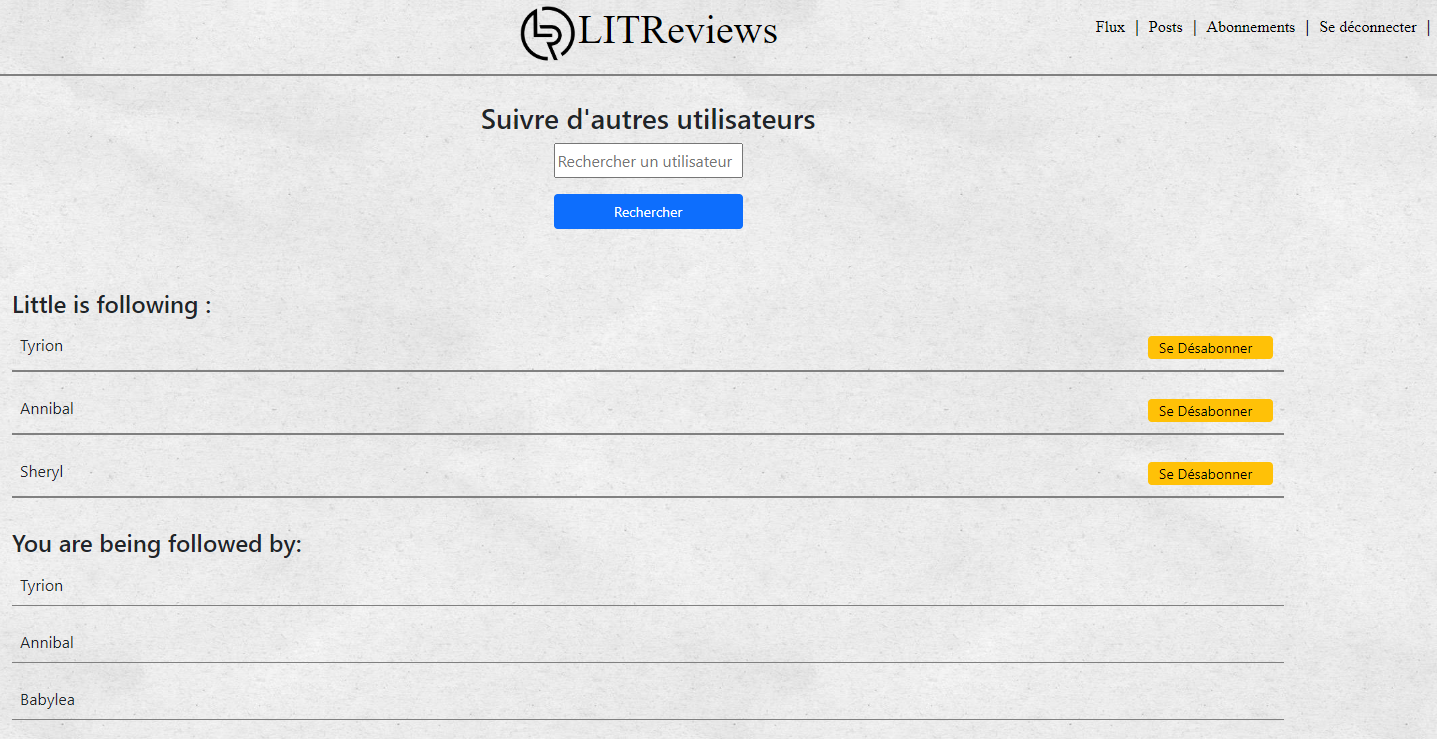 LITReviews
Flux | Posts | Abonnements | Se déconnecter |
Suivre d'autres utilisateurs
Rechercher un utilisateur
Rechercher
Little is following :
Tyrion Se Désabonner
Annibal Se Désabonner
Sheryl Se Désabonner
You are being followed by:
Tyrion
Annibal
Babylea